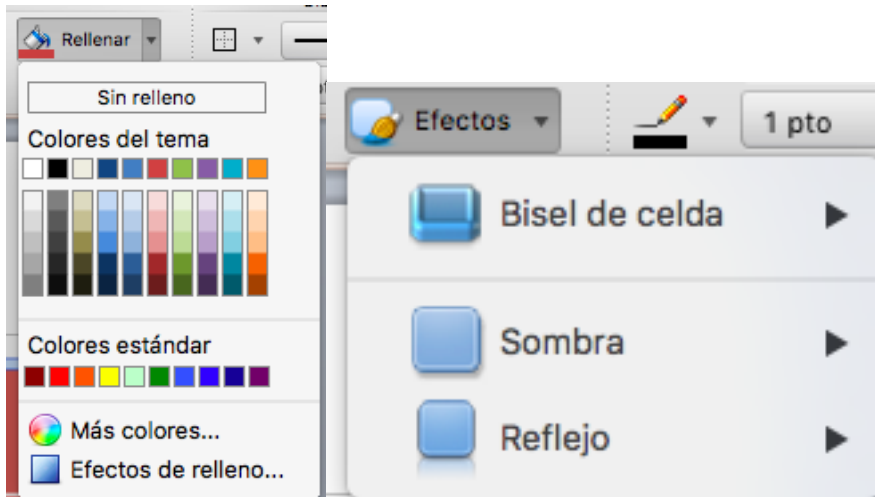 Rellenar
Sin relleno
Colores del tema
Colores estándar
Más colores...
Efectos de relleno...
Efectos
1 pto
Bisel de celda
Sombra
Reflejo